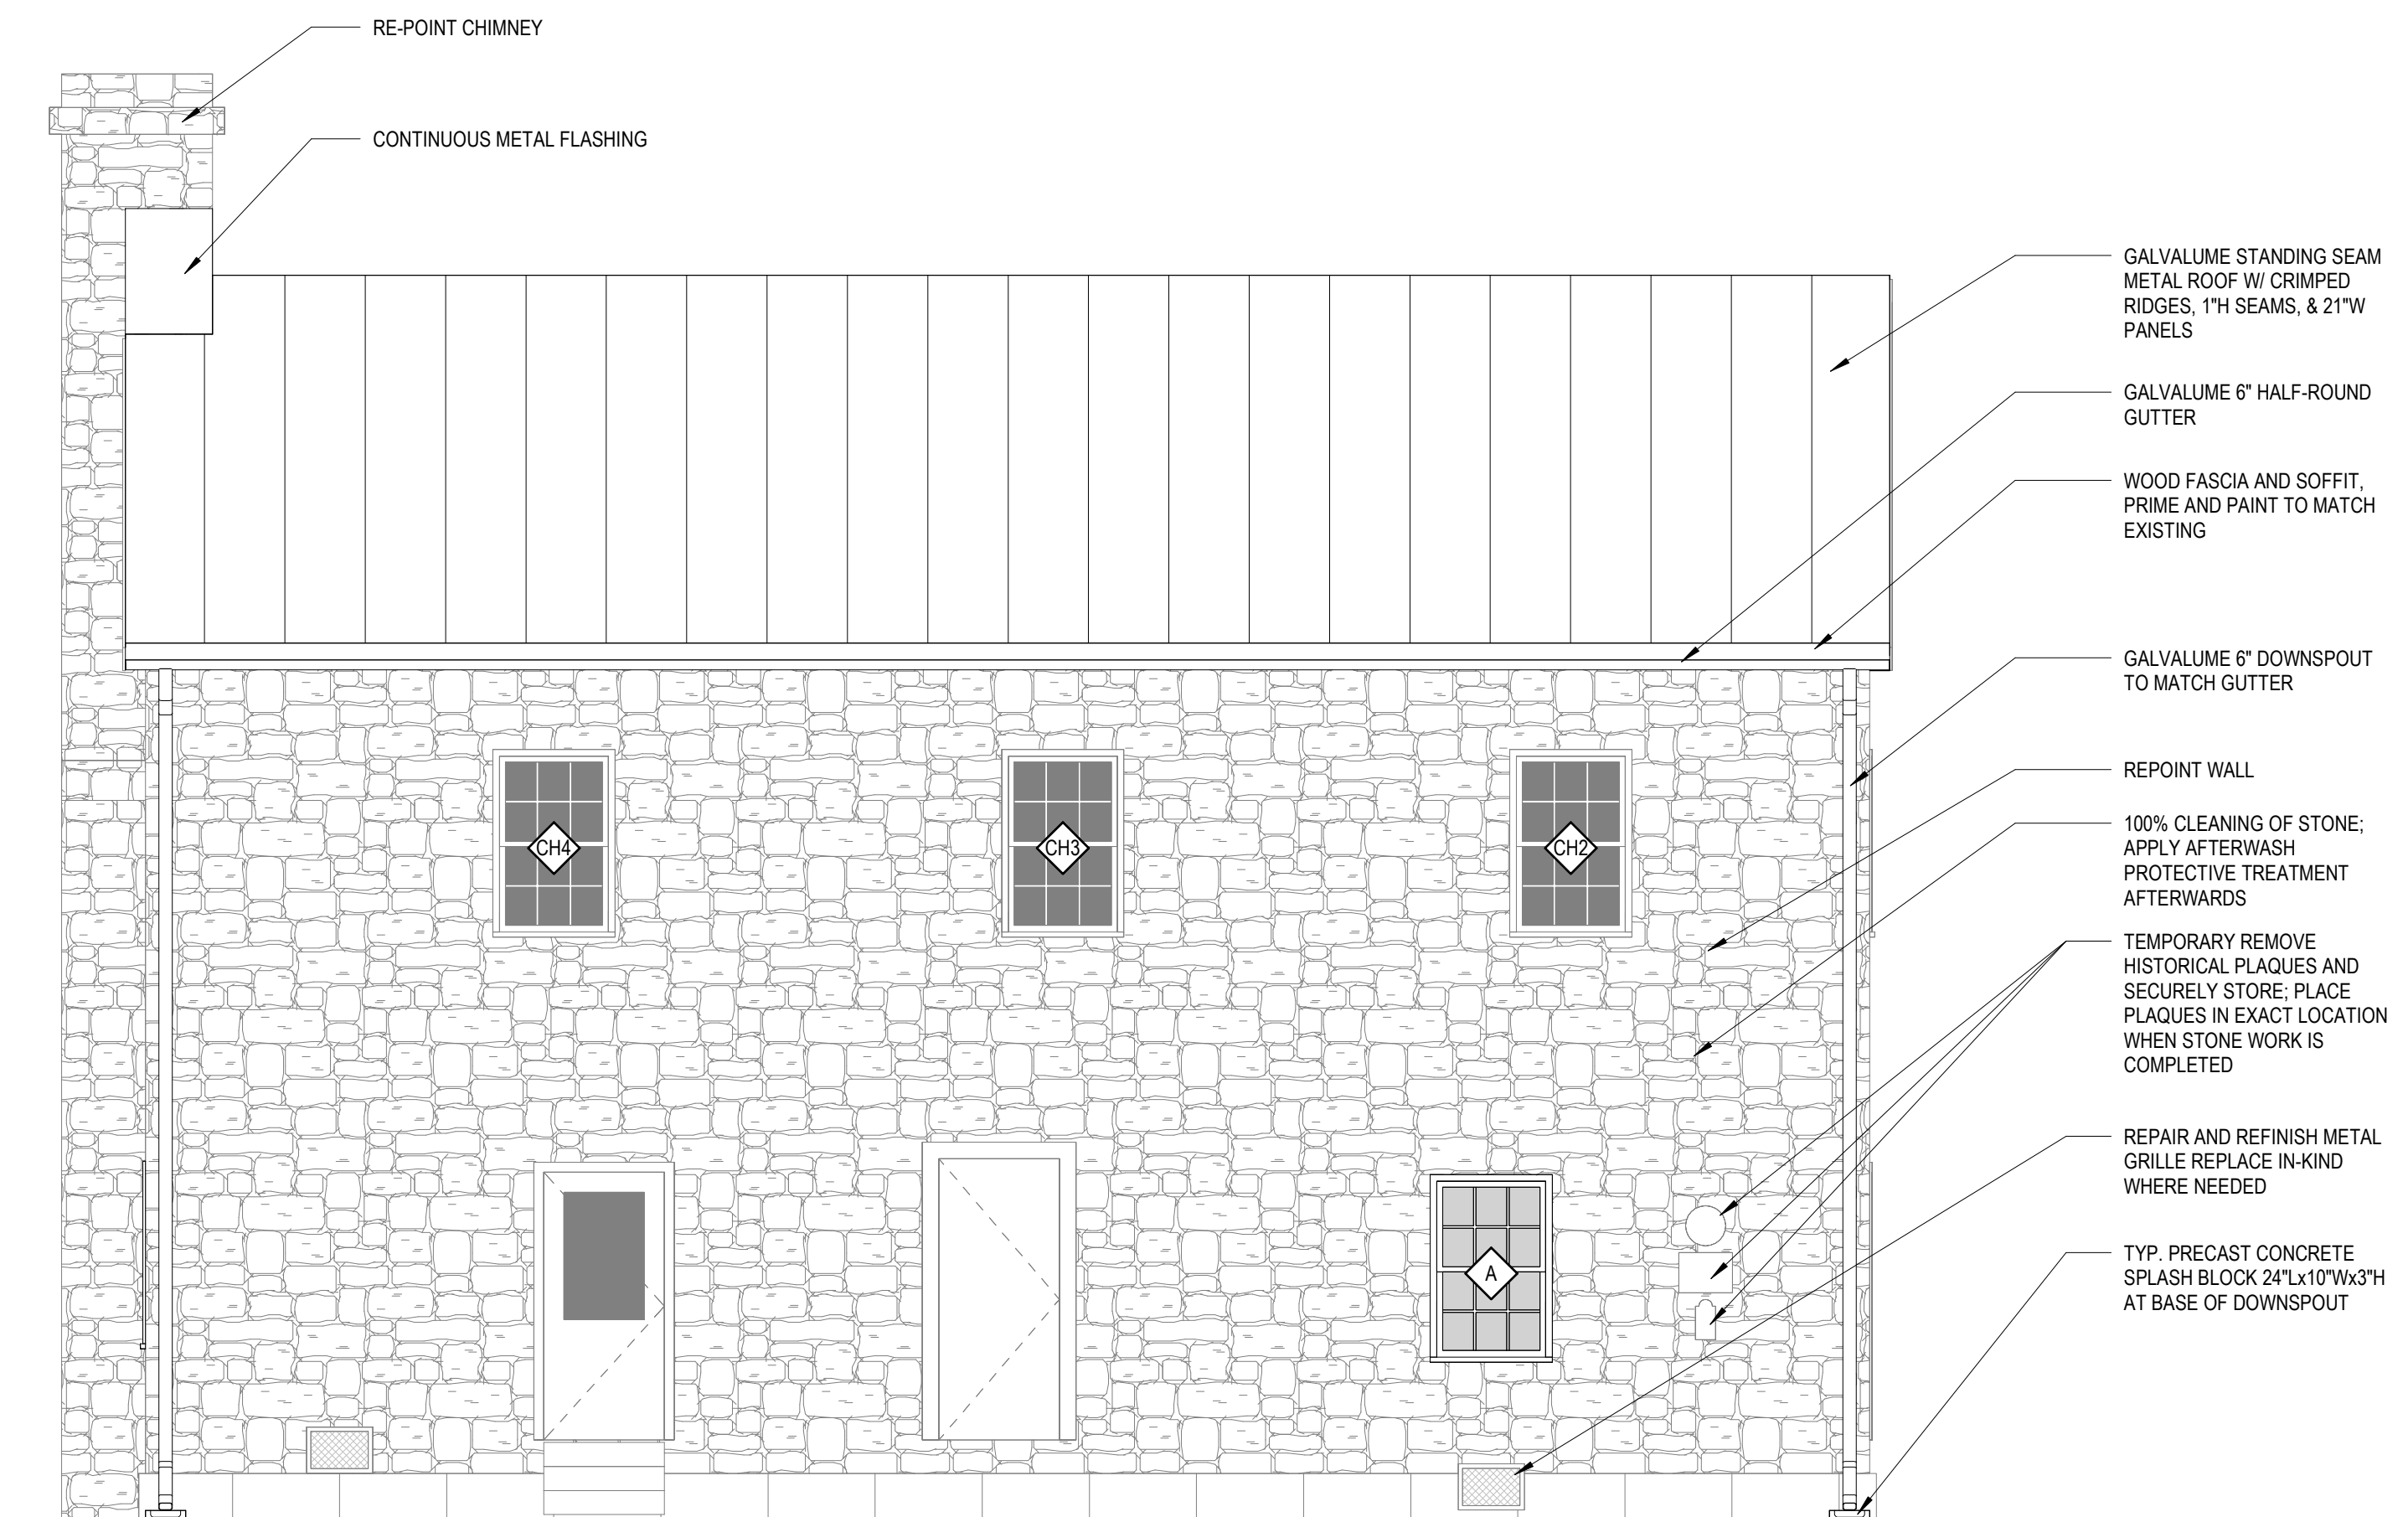 RE-POINT CHIMNEY
CONTINUOUS METAL FLASHING
GALVALUME STANDING SEAM
METAL ROOF W/ CRIMPED
RIDGES, 1"H SEAMS, & 21"W
PANELS
GALVALUME 6" HALF-ROUND
GUTTER
WOOD FASCIA AND SOFFIT,
PRIME AND PAINT TO MATCH
EXISTING
GALVALUME 6" DOWNSPOUT
TO MATCH GUTTER
REPOINT WALL
100% CLEANING OF STONE;
APPLY AFTERWASH
PROTECTIVE TREATMENT
AFTERWARDS
TEMPORARY REMOVE
HISTORICAL PLAQUES AND
SECURELY STORE; PLACE
PLAQUES IN EXACT LOCATION
WHEN STONE WORK IS
COMPLETED
REPAIR AND REFINISH METAL
GRILLE REPLACE IN-KIND
WHERE NEEDED
TYP. PRECAST CONCRETE
SPLASH BLOCK 24"Lx10"Wx3"H
AT BASE OF DOWNSPOUT
CH4
CH3
CH2
A